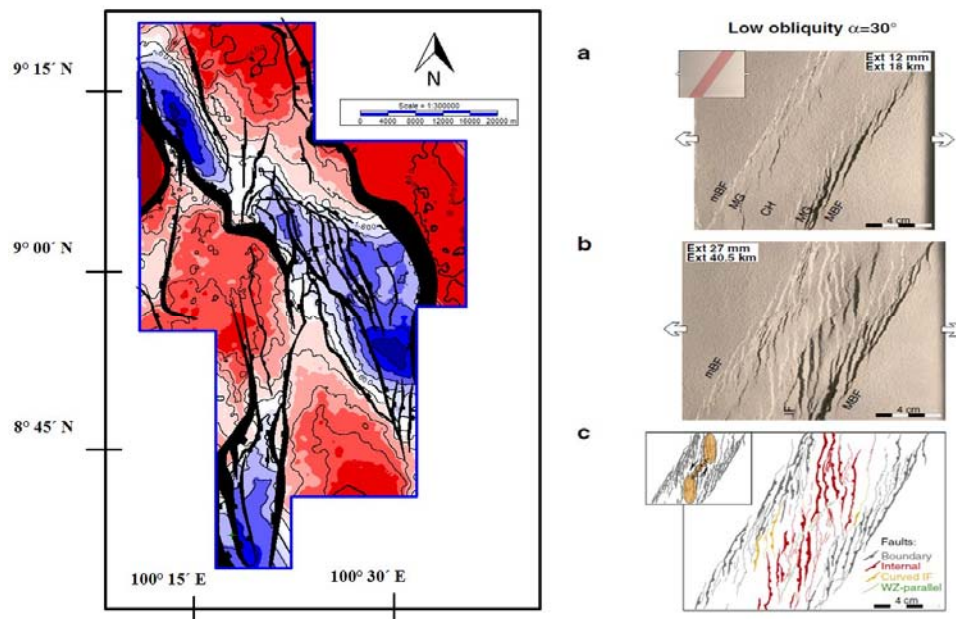 9° 15´ N
9° 00´ N
8° 45´ N
100° 15´ E
100° 30´ E
N
Scale = 1:300000
0 4000 8000 12000 16000 20000 m
Low obliquity α=30°
a
Ext 12 mm
Ext 18 km
mBF
MG
CH
MG
MBF
4 cm
b
Ext 27 mm
Ext 40.5 km
mBF
IF
MBF
4 cm
c
Faults:
Boundary
Internal
Curved IF
WZ-parallel
4 cm